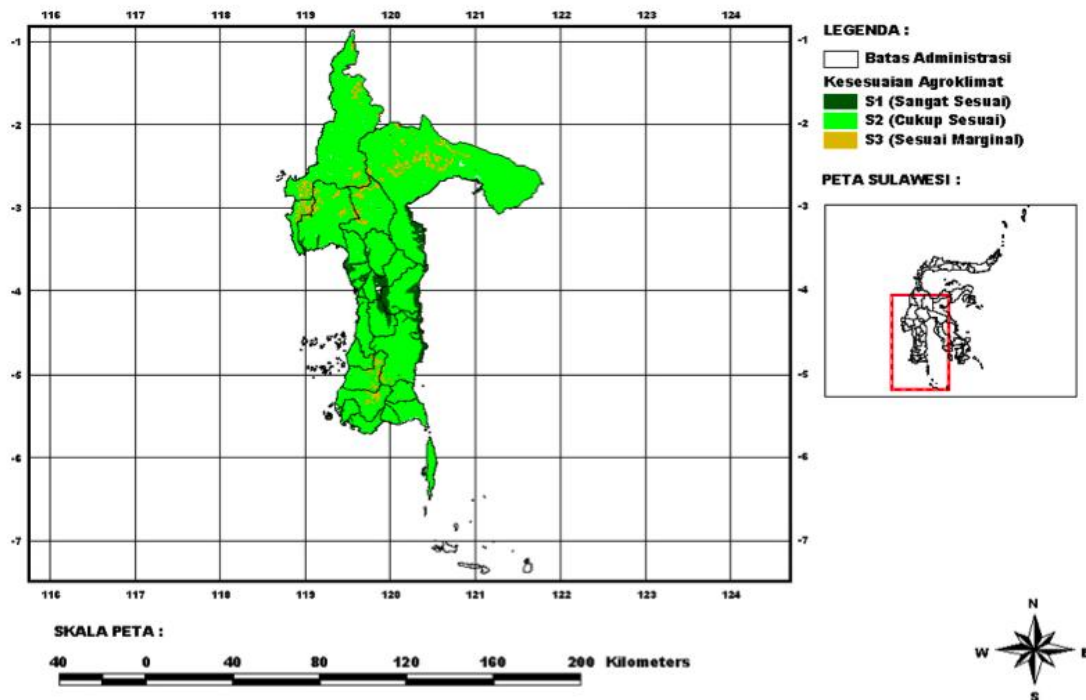 116 117 118 119 120 121 122 123 124
-1 -1
-2 -2
-3 -3
-4 -4
-5 -5
-6 -6
-7 -7
116 117 118 119 120 121 122 123 124
LEGENDA :
Batas Administrasi
Kesesuaian Agroklimat
S1 (Sangat Sesuai)
S2 (Cukup Sesuai)
S3 (Sesuai Marginal)
PETA SULAWESI :
SKALA PETA :
40 0 40 80 120 160 200 Kilometers
N
W E
S